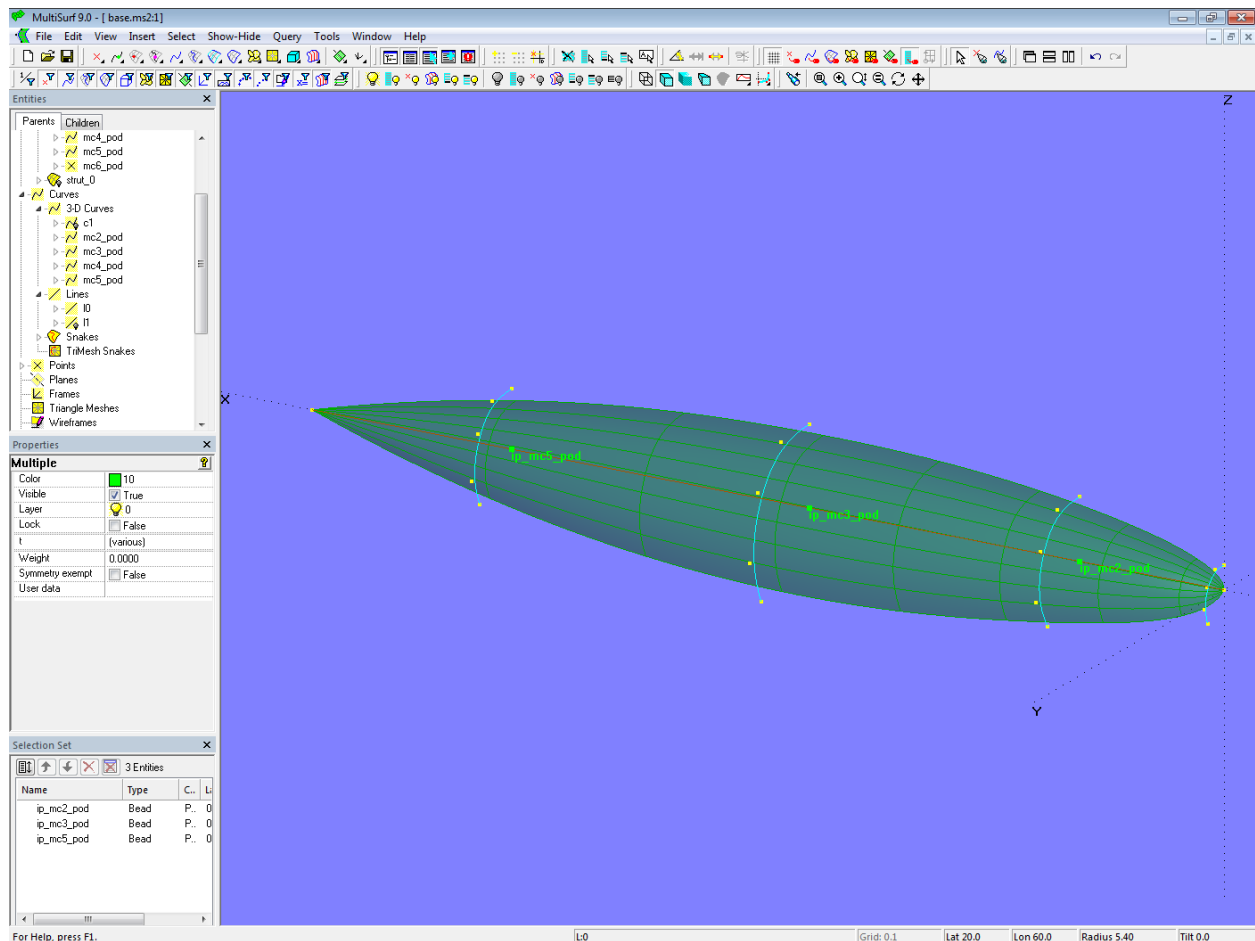 MultiSurf 9.0 - [ base.ms2:1]
File Edit View Insert Select Show-Hide Query Tools Window Help
Entities
Parents Children
mc4_pod
mc5_pod
mc6_pod
strut_0
Curves
3-D Curves
c1
mc2_pod
mc3_pod
mc4_pod
mc5_pod
Lines
l0
l1
Snakes
TriMesh Snakes
Points
Planes
Frames
Triangle Meshes
Wireframes
Properties
Multiple
Color 10
Visible True
Layer 0
Lock False
t (various)
Weight 0.0000
Symmetry exempt False
User data
Selection Set
3 Entities
Name Type C.. L
ip_mc2_pod Bead P.. 0
ip_mc3_pod Bead P.. 0
ip_mc5_pod Bead P.. 0
Z
X
ip_mc5_pod
ip_mc3_pod
ip_mc2_pod
Y
For Help, press F1. L:0 Grid: 0.1 Lat 20.0 Lon 60.0 Radius 5.40 Tilt 0.0